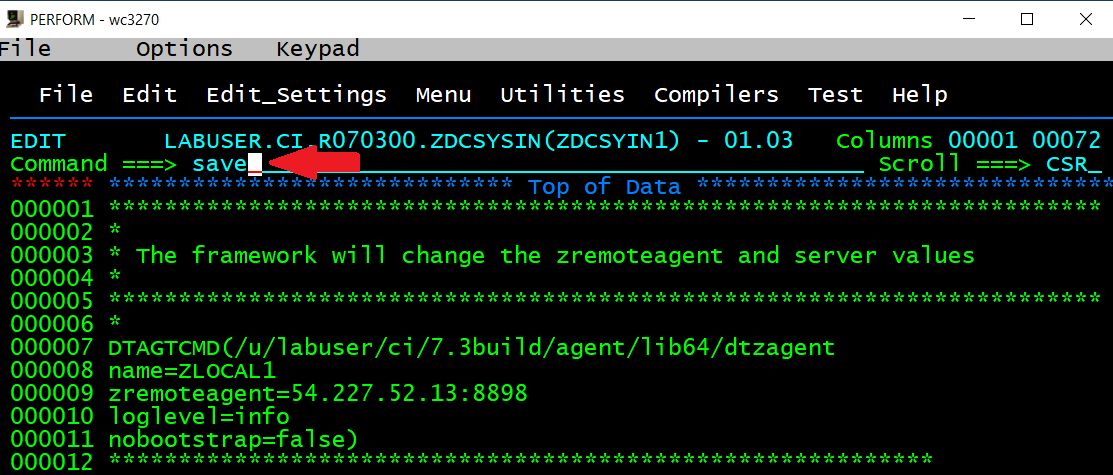 PERFORM - wc3270
File Options Keypad
File Edit Edit_Settings Menu Utilities Compilers Test Help
EDIT LABUSER.CI.R070300.ZDCSYSIN(ZDCSYIN1) - 01.03 Columns 00001 00072
Command ===> save Scroll ===> CSR_
****** ***************************** Top of Data ******************************
000001 ************************************************************************
000002 *
000003 * The framework will change the zremoteagent and server values
000004 *
000005 ************************************************************************
000006 *
000007 DTAGTCMD(/u/labuser/ci/7.3build/agent/lib64/dtzagent
000008 name=ZLOCAL1
000009 zremoteagent=54.227.52.13:8898
000010 loglevel=info
000011 nobootstrap=false)
000012 ***********************************************************